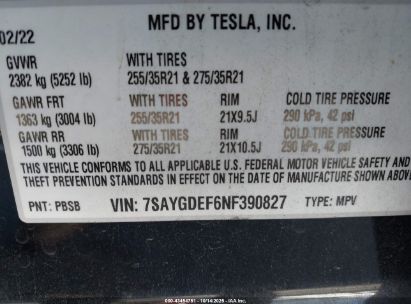 MFD BY TESLA, INC.
02/22
GVWR WITH TIRES
2382 kg (5252 lb) 255/35R21 & 275/35R21
GAWR FRT WITH TIRES RIM COLD TIRE PRESSURE
1363 kg (3004 lb) 255/35R21 21X9.5J 290 kPa, 42 psi
GAWR RR WITH TIRES RIM COLD TIRE PRESSURE
1500 kg (3306 lb) 275/35R21 21X10.5J 290 kPa, 42 psi
THIS VEHICLE CONFORMS TO ALL APPLICABLE U.S. FEDERAL MOTOR VEHICLE SAFETY AND
THEFT PREVENTION STANDARDS IN EFFECT ON THE DATE OF MANUFACTURE SHOWN ABOVE
PNT: PBSB VIN: 7SAYGDEF6NF390827 TYPE: MPV